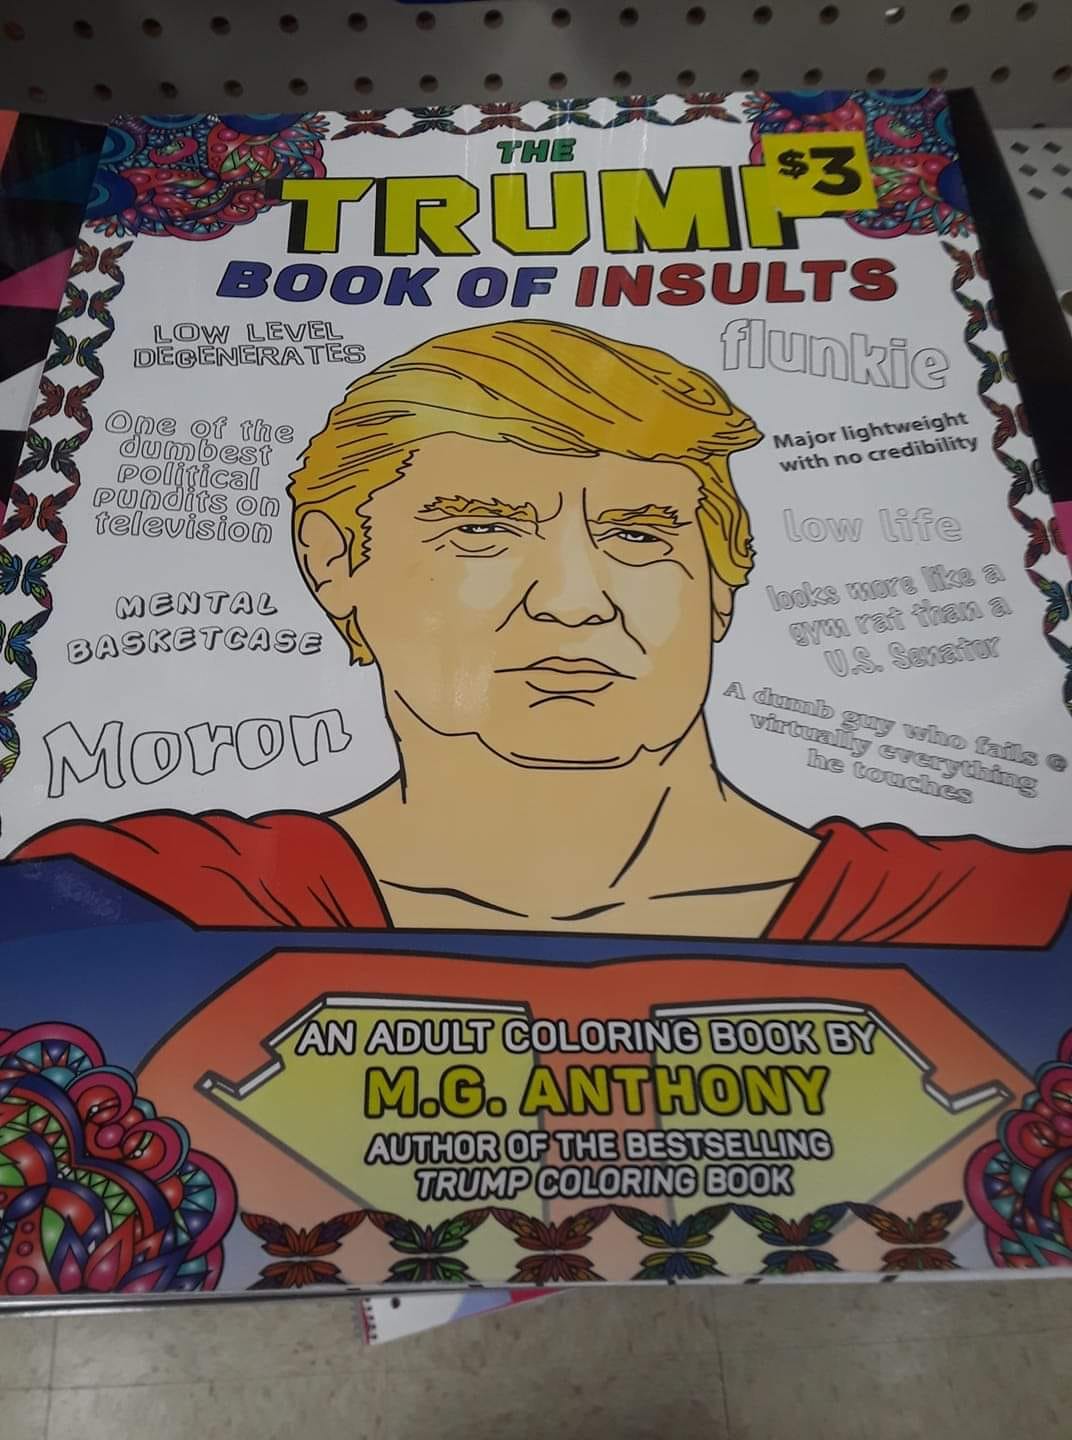 THE
TRUMP
$3
BOOK OF INSULTS
LOW LEVEL
DEGENERATES
flunkie
One of the
dumbest
political
pundits on
television
Major lightweight
with no credibility
low life
MENTAL
BASKETCASE
looks more like a
gym rat than a
U.S. Senator
Moron
A dumb guy who fails @
virtually everything
he touches
AN ADULT COLORING BOOK BY
M.G. ANTHONY
AUTHOR OF THE BESTSELLING
TRUMP COLORING BOOK